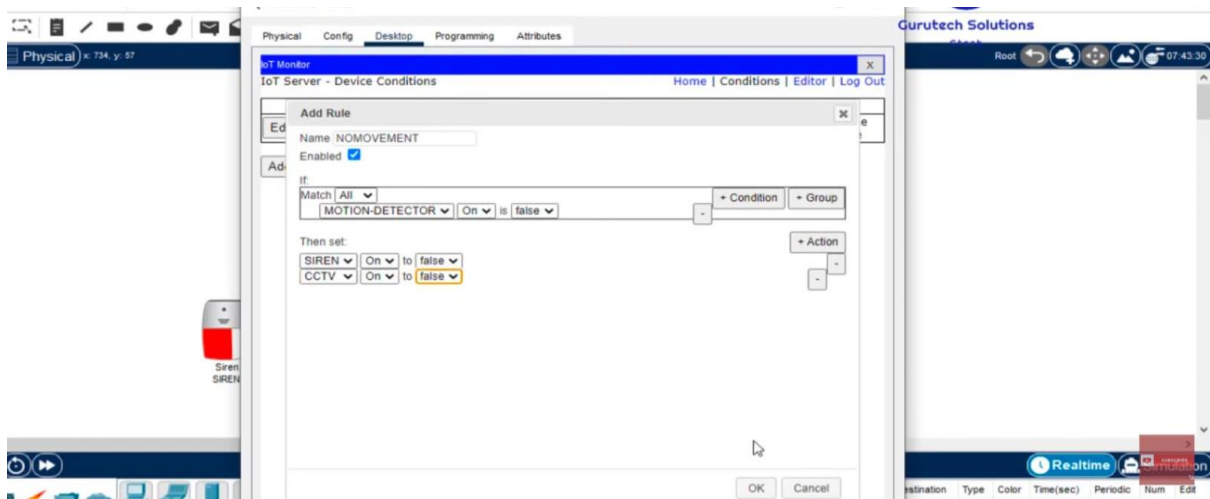 Gurutech Solutions
Physical Config Desktop Programming Attributes
Physical x: 734, y: 57
Root 07:43:30
IoT Monitor X
IoT Server - Device Conditions Home | Conditions | Editor | Log Out
Add Rule
Ed
Name NOMOVEMENT
Enabled
Ad
If:
Match All + Condition + Group
MOTION-DETECTOR On is false -
Then set: + Action
SIREN On to false -
CCTV On to false -
Siren
SIREN
Realtime Simulation
OK Cancel
estination Type Color Time(sec) Periodic Num Edit